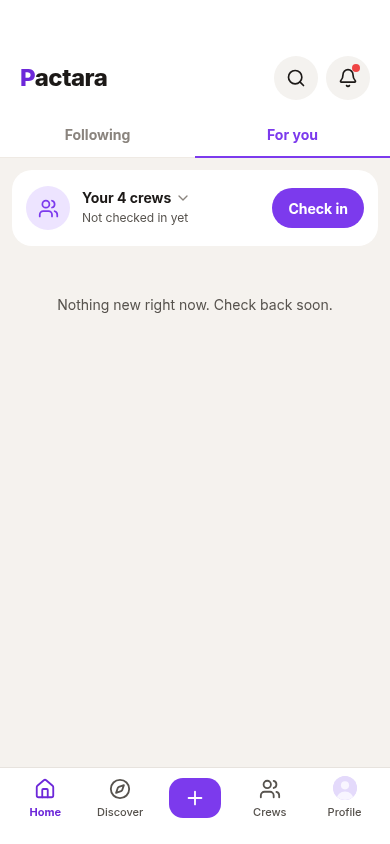 Pactara
Following
For you
Your 4 crews
Not checked in yet
Check in
Nothing new right now. Check back soon.
Home
Discover
Crews
Profile